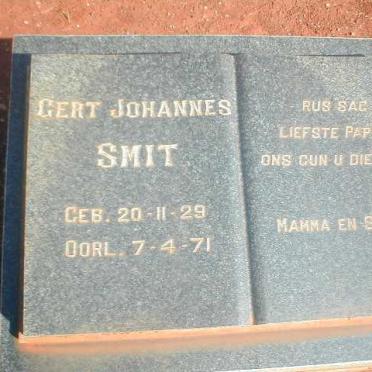 GERT JOHANNES
SMIT
GEB. 20-11-29
OORL. 7-4-71
RUS SAC
LIEFSTE PAP
ONS GUN U DIE
MAMMA EN S